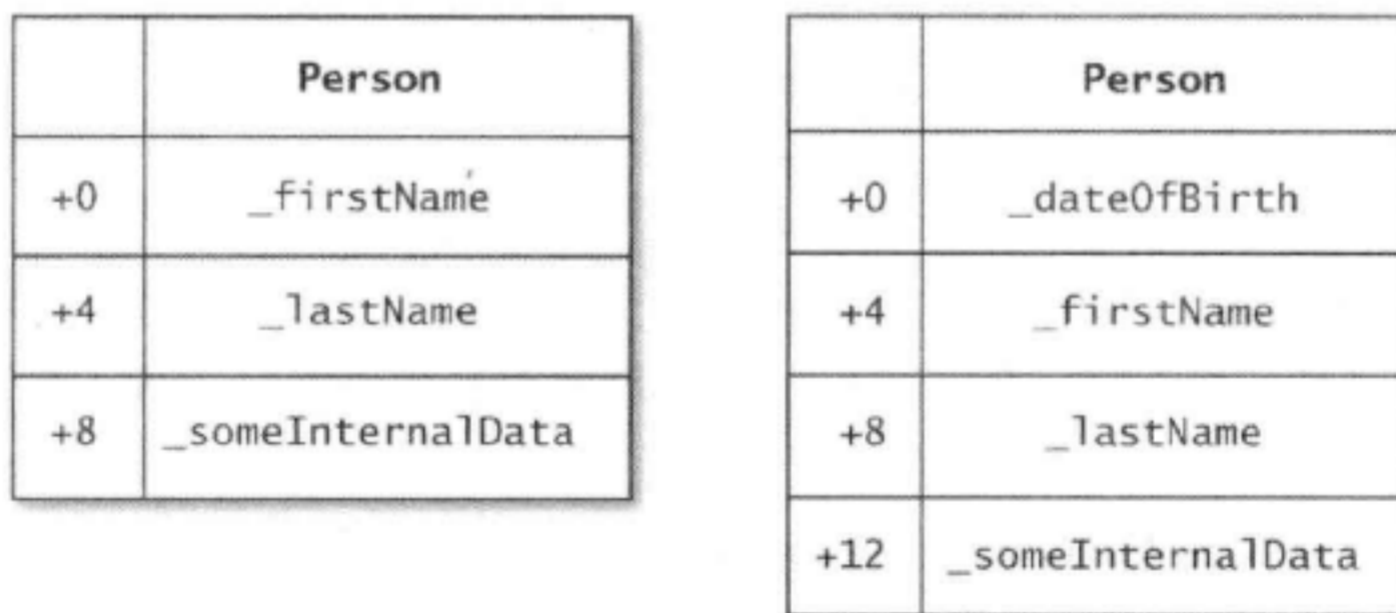 Person
+0 _firstName
+4 _lastName
+8 _someInternalData
Person
+0 _dateOfBirth
+4 _firstName
+8 _lastName
+12 _someInternalData